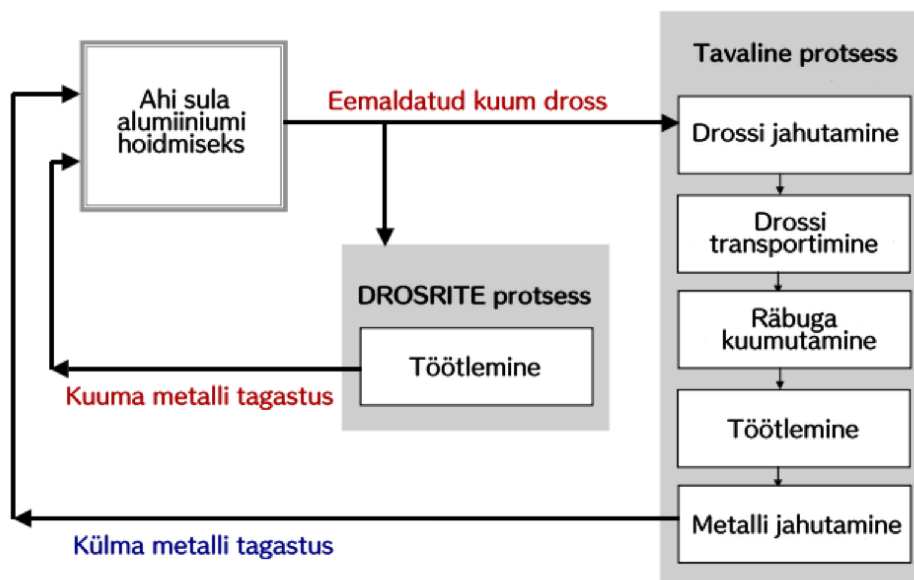 Tavaline protsess
Ahi sula
alumiiniumi
hoidmiseks
Eemaldatud kuum dross
Drossi jahutamine
Drossi
transportimine
DROSRITE protsess
Räbuga
kuumutamine
Töötlemine
Kuuma metalli tagastus
Töötlemine
Metalli jahutamine
Külma metalli tagastus